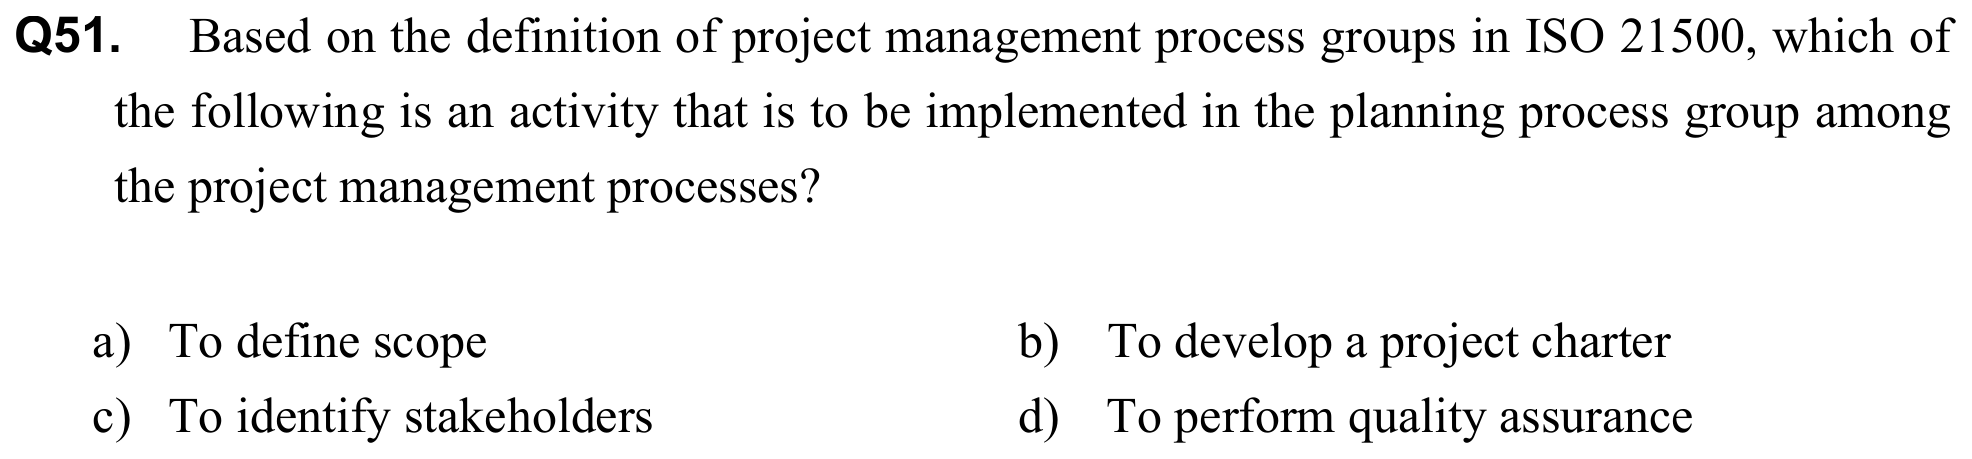 Q51. Based on the definition of project management process groups in ISO 21500, which of
the following is an activity that is to be implemented in the planning process group among
the project management processes?
a) To define scope b) To develop a project charter
c) To identify stakeholders d) To perform quality assurance